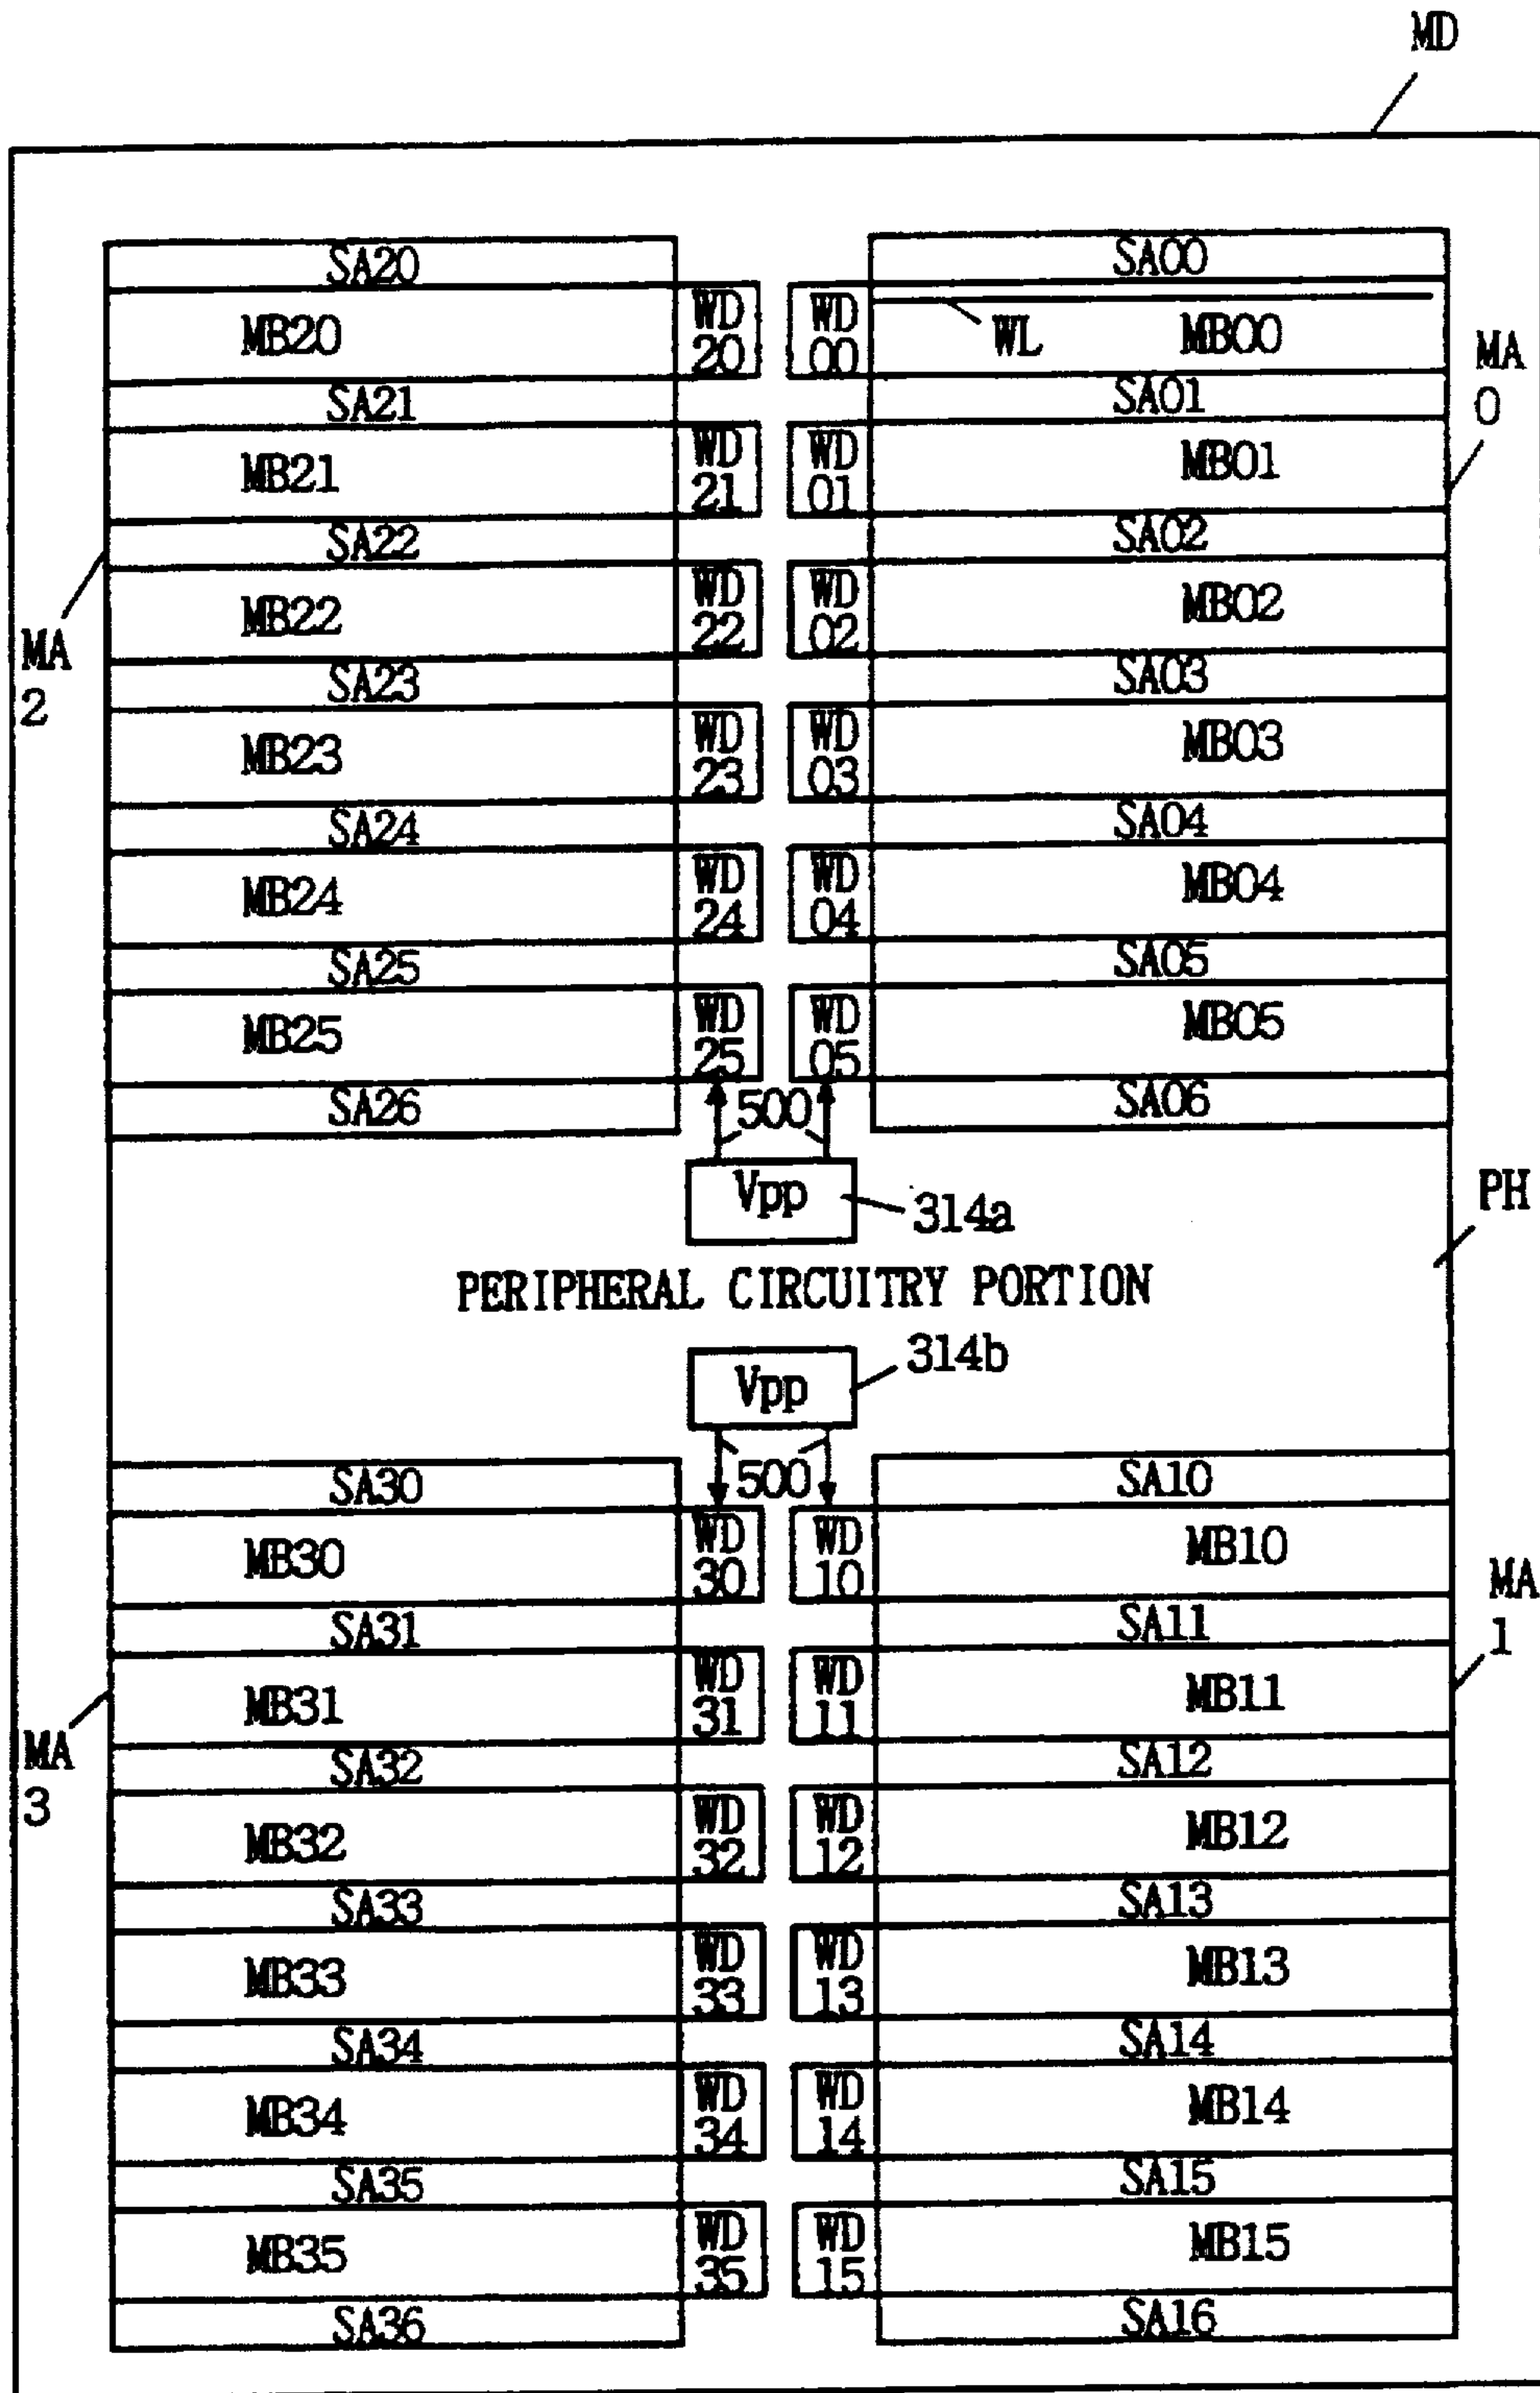 MD
SA20
SA00
MB20
WD
20
WD
00
WL
MB00
MA
0
SA21
SA01
MB21
WD
21
WD
01
MB01
SA22
SA02
MB22
WD
22
WD
02
MB02
MA
2
SA23
SA03
MB23
WD
23
WD
03
MB03
SA24
SA04
MB24
WD
24
WD
04
MB04
SA25
SA05
MB25
WD
25
WD
05
MB05
SA26
500
SA06
Vpp
314a
PH
PERIPHERAL CIRCUITRY PORTION
Vpp
314b
SA30
500
SA10
MB30
WD
30
WD
10
MB10
MA
1
SA31
SA11
MB31
WD
31
WD
11
MB11
MA
3
SA32
SA12
MB32
WD
32
WD
12
MB12
SA33
SA13
MB33
WD
33
WD
13
MB13
SA34
SA14
MB34
WD
34
WD
14
MB14
SA35
SA15
MB35
WD
35
WD
15
MB15
SA36
SA16